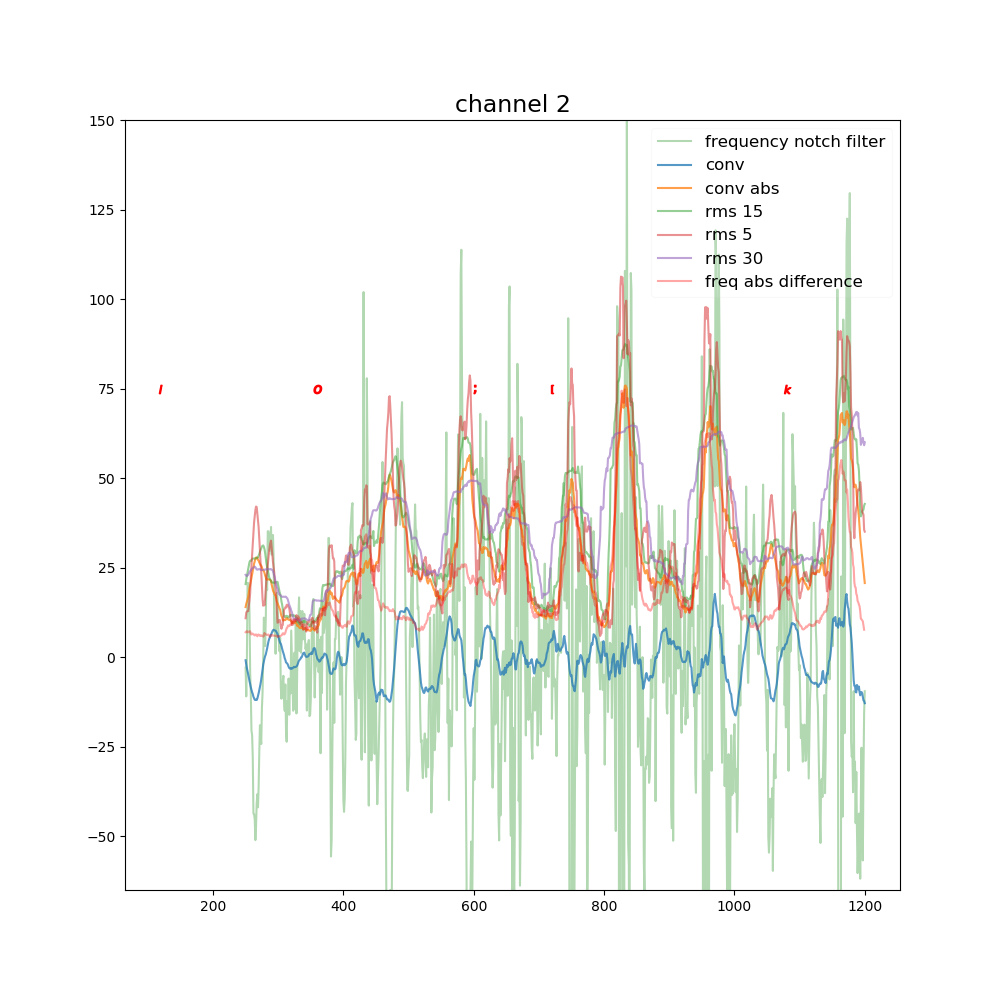 channel 2
150
125
100
75
50
25
0
−25
−50
200
400
600
800
1000
1200
frequency notch filter
conv
conv abs
rms 15
rms 5
rms 30
freq abs difference
l o ; [ k